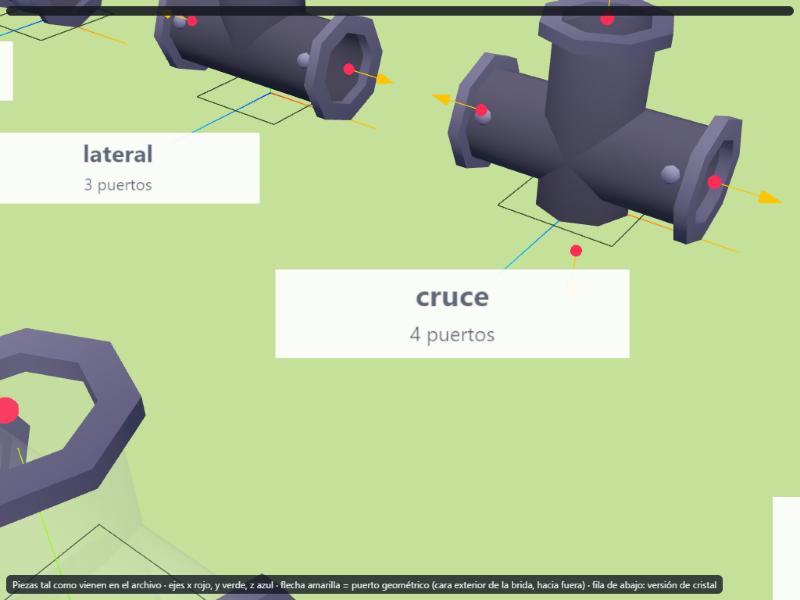 lateral
3 puertos
cruce
4 puertos
Piezas tal como vienen en el archivo · ejes x rojo, y verde, z azul · flecha amarilla = puerto geométrico (cara exterior de la brida, hacia fuera) · fila de abajo: versión de cristal